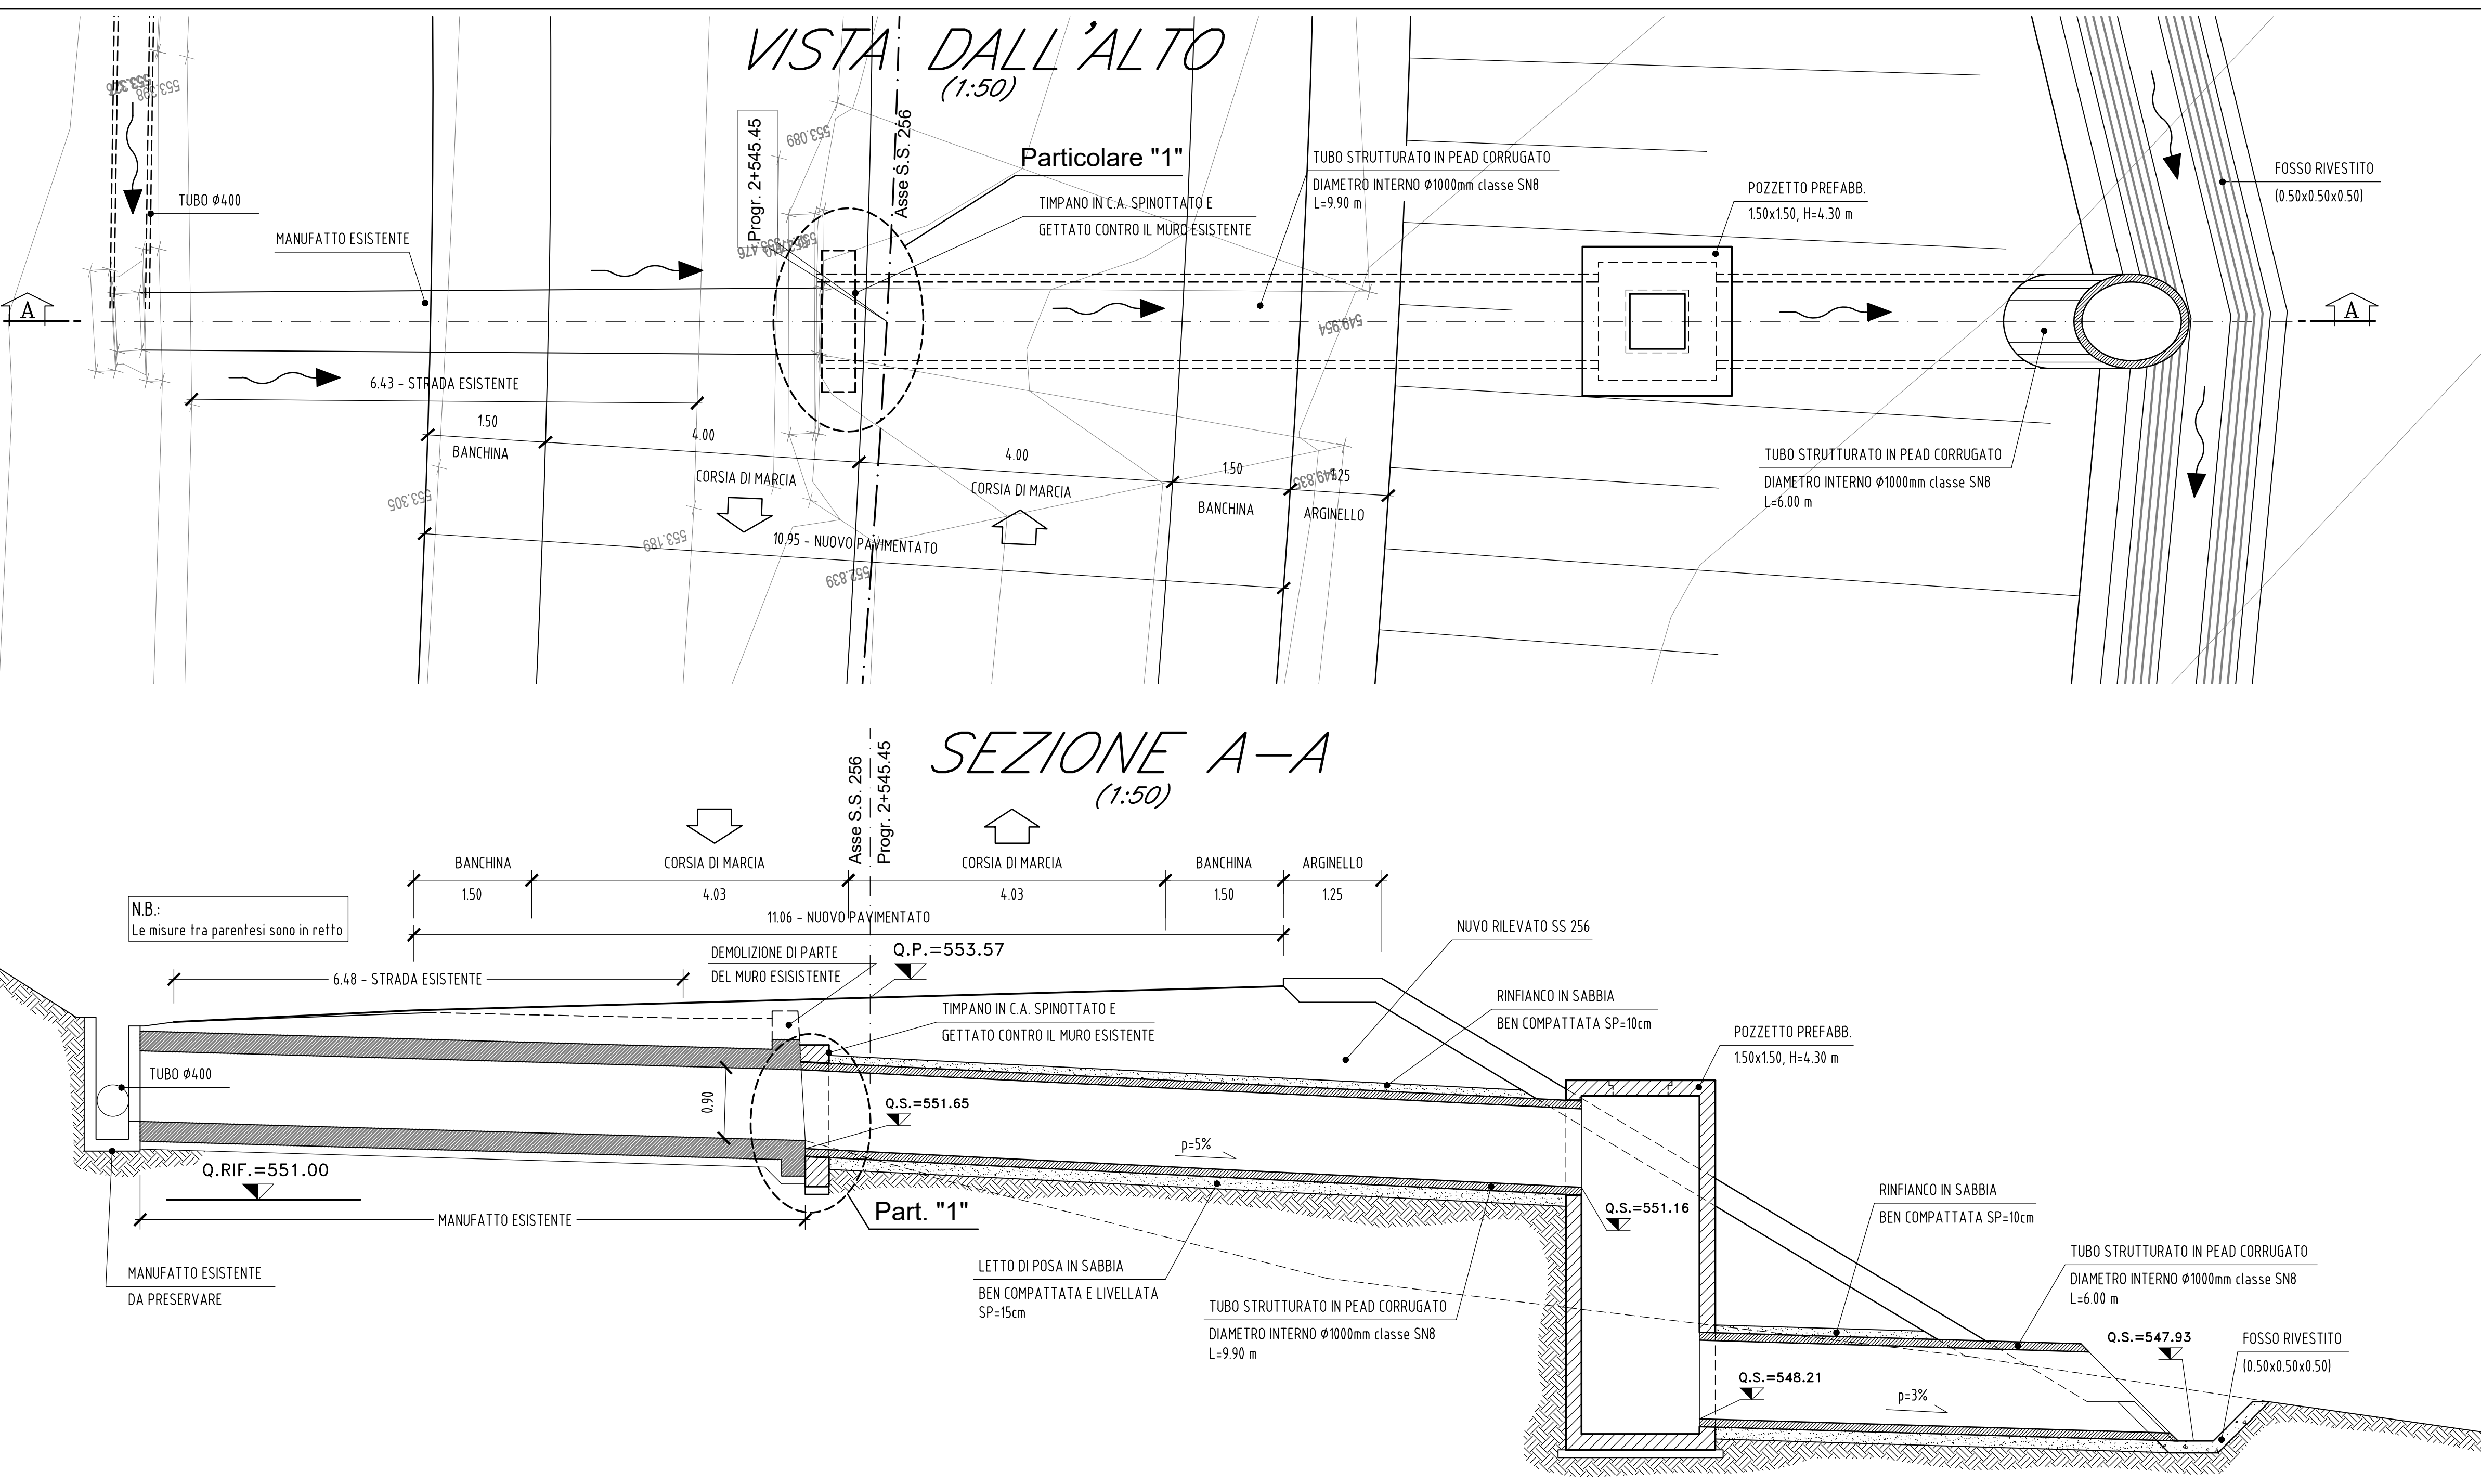 VISTA DALL'ALTO
(1:50)
553.298
553.089
Progr. 2+545.45
Asse S.S. 256
Particolare "1"
TIMPANO IN C.A. SPINOTTATO E
GETTATO CONTRO IL MURO ESISTENTE
TUBO STRUTTURATO IN PEAD CORRUGATO
DIAMETRO INTERNO Ø1000mm classe SN8
L=9.90 m
POZZETTO PREFABB.
1.50x1.50, H=4.30 m
FOSSO RIVESTITO
(0.50x0.50x0.50)
TUBO Ø400
MANUFATTO ESISTENTE
A
A
549.954
6.43 - STRADA ESISTENTE
1.50
BANCHINA
4.00
CORSIA DI MARCIA
4.00
CORSIA DI MARCIA
1.50
BANCHINA
549.835
1.25
ARGINELLO
TUBO STRUTTURATO IN PEAD CORRUGATO
DIAMETRO INTERNO Ø1000mm classe SN8
L=6.00 m
553.305
553.189
10.95 - NUOVO PAVIMENTATO
552.839
SEZIONE A-A
(1:50)
Asse S.S. 256
Progr. 2+545.45
BANCHINA
CORSIA DI MARCIA
CORSIA DI MARCIA
BANCHINA
ARGINELLO
1.50
4.03
4.03
1.50
1.25
11.06 - NUOVO PAVIMENTATO
N.B.:
Le misure tra parentesi sono in retto
DEMOLIZIONE DI PARTE
DEL MURO ESISISTENTE
Q.P.=553.57
NUVO RILEVATO SS 256
6.48 - STRADA ESISTENTE
TIMPANO IN C.A. SPINOTTATO E
GETTATO CONTRO IL MURO ESISTENTE
RINFIANCO IN SABBIA
BEN COMPATTATA SP=10cm
POZZETTO PREFABB.
1.50x1.50, H=4.30 m
TUBO Ø400
0.90
Q.S.=551.65
p=5%
Q.RIF.=551.00
MANUFATTO ESISTENTE
Part. "1"
Q.S.=551.16
RINFIANCO IN SABBIA
BEN COMPATTATA SP=10cm
MANUFATTO ESISTENTE
DA PRESERVARE
LETTO DI POSA IN SABBIA
BEN COMPATTATA E LIVELLATA
SP=15cm
TUBO STRUTTURATO IN PEAD CORRUGATO
DIAMETRO INTERNO Ø1000mm classe SN8
L=9.90 m
TUBO STRUTTURATO IN PEAD CORRUGATO
DIAMETRO INTERNO Ø1000mm classe SN8
L=6.00 m
Q.S.=547.93
FOSSO RIVESTITO
(0.50x0.50x0.50)
Q.S.=548.21
p=3%